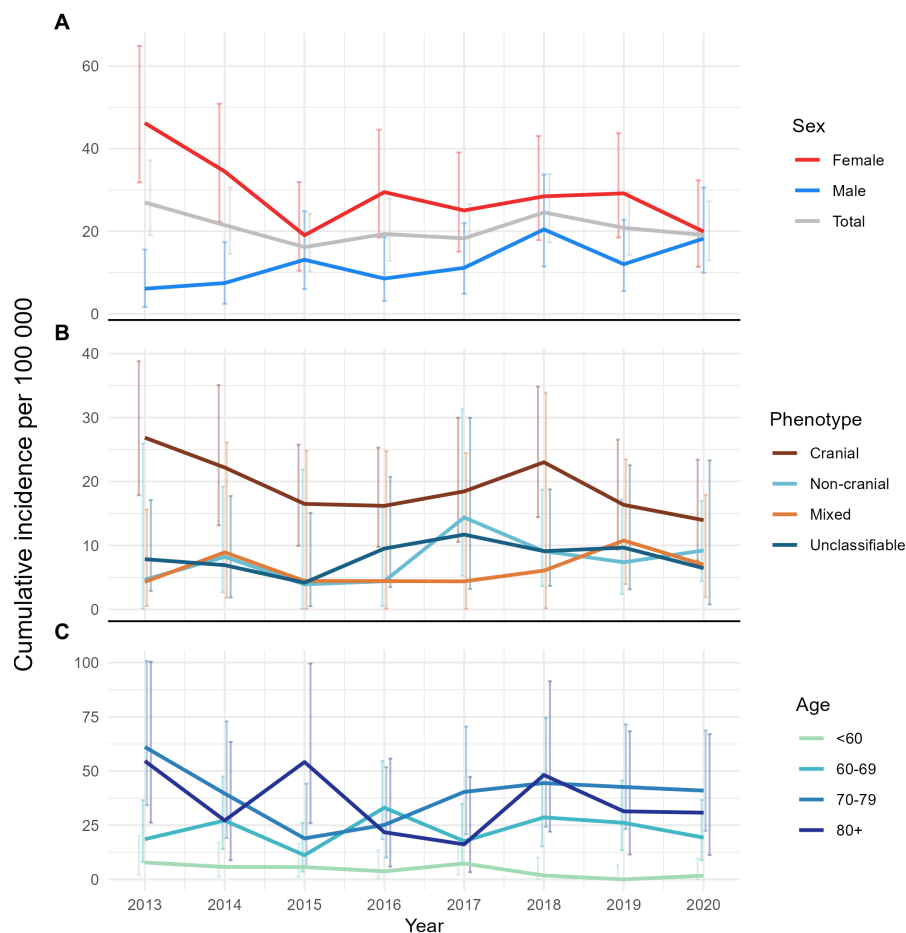 A
60
40
20
0
Sex
Female
Male
Total
B
40
30
20
10
0
Phenotype
Cranial
Non-cranial
Mixed
Unclassifiable
C
100
75
50
25
0
Age
<60
60-69
70-79
80+
2013 2014 2015 2016 2017 2018 2019 2020
Year
Cumulative incidence per 100 000